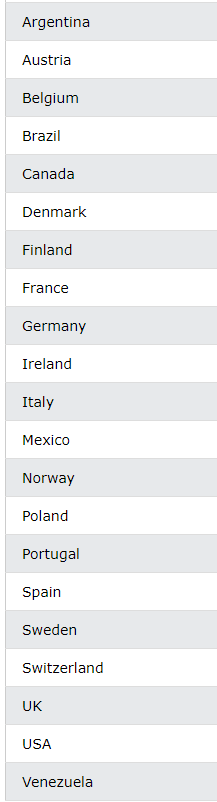 Argentina
Austria
Belgium
Brazil
Canada
Denmark
Finland
France
Germany
Ireland
Italy
Mexico
Norway
Poland
Portugal
Spain
Sweden
Switzerland
UK
USA
Venezuela